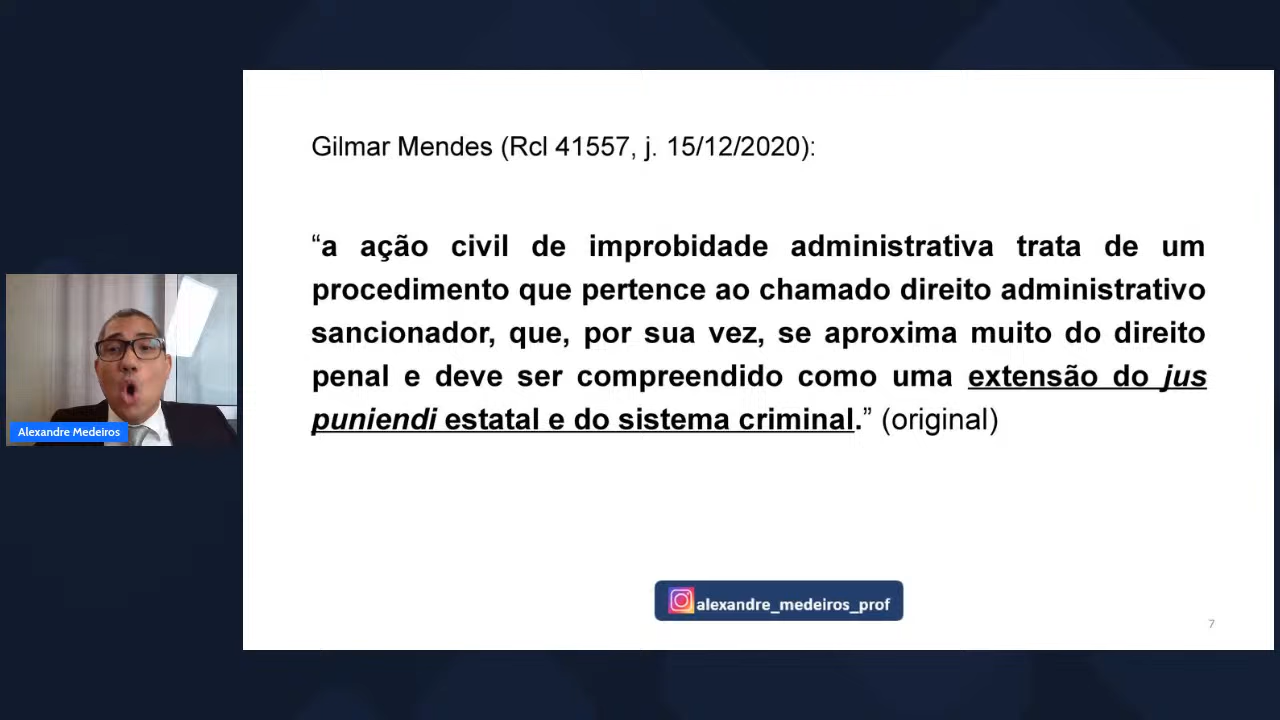 Gilmar Mendes (Rcl 41557, j. 15/12/2020):
“a ação civil de improbidade administrativa trata de um
procedimento que pertence ao chamado direito administrativo
sancionador, que, por sua vez, se aproxima muito do direito
penal e deve ser compreendido como uma extensão do jus
puniendi estatal e do sistema criminal.” (original)
Alexandre Medeiros
alexandre_medeiros_prof
7